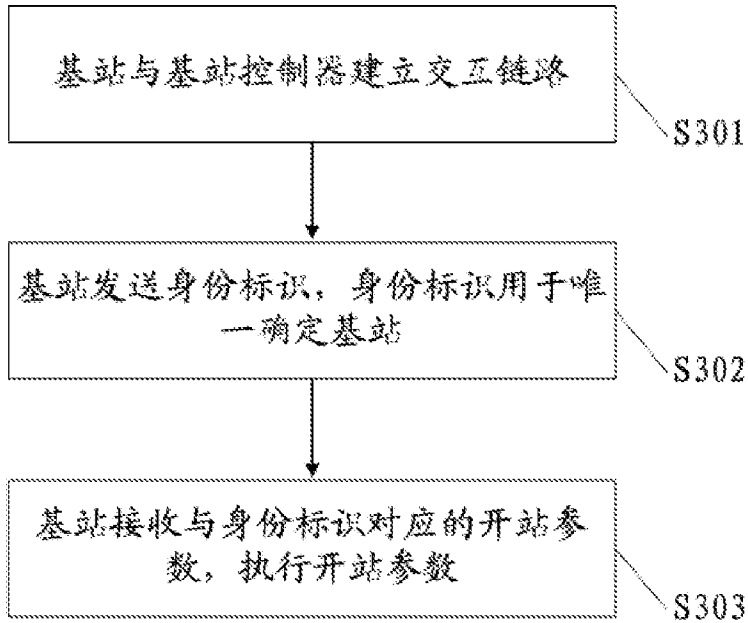 基站与基站控制器建立交互链路
S301
基站发送身份标识，身份标识用于唯
一确定基站
S302
基站接收与身份标识对应的开站参
数，执行开站参数
S303